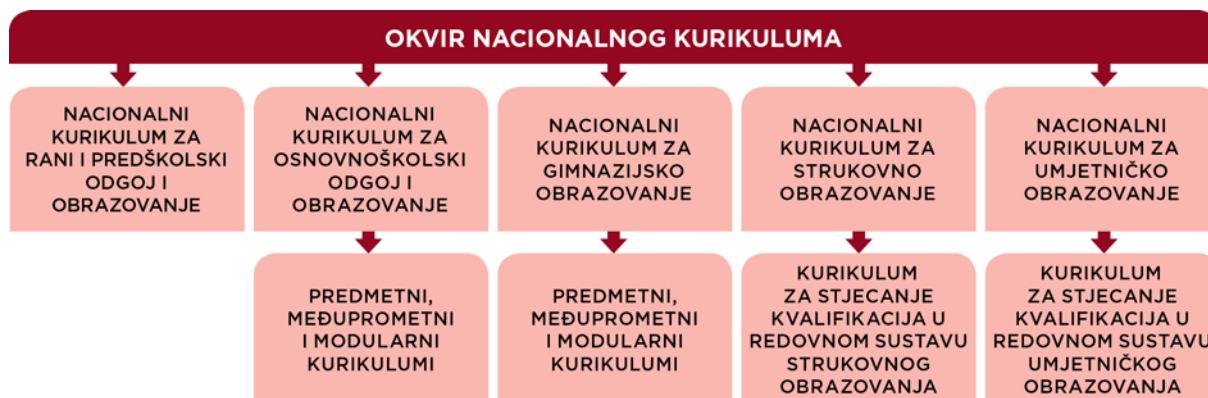 OKVIR NACIONALNOG KURIKULUMA
NACIONALNI
KURIKULUM ZA
RANI I PREDŠKOLSKI
ODGOJ I
OBRAZOVANJE
NACIONALNI
KURIKULUM ZA
OSNOVNOŠKOLSKI
ODGOJ I
OBRAZOVANJE
NACIONALNI
KURIKULUM ZA
GIMNAZIJSKO
OBRAZOVANJE
NACIONALNI
KURIKULUM ZA
STRUKOVNO
OBRAZOVANJE
NACIONALNI
KURIKULUM ZA
UMJETNIČKO
OBRAZOVANJE
PREDMETNI,
MEĐUPROMETNI
I MODULARNI
KURIKULUMI
PREDMETNI,
MEĐUPROMETNI
I MODULARNI
KURIKULUMI
KURIKULUM
ZA STJECANJE
KVALIFIKACIJA U
REDOVNOM SUSTAVU
STRUKOVNOG
OBRAZOVANJA
KURIKULUM
ZA STJECANJE
KVALIFIKACIJA U
REDOVNOM SUSTAVU
UMJETNIČKOG
OBRAZOVANJA